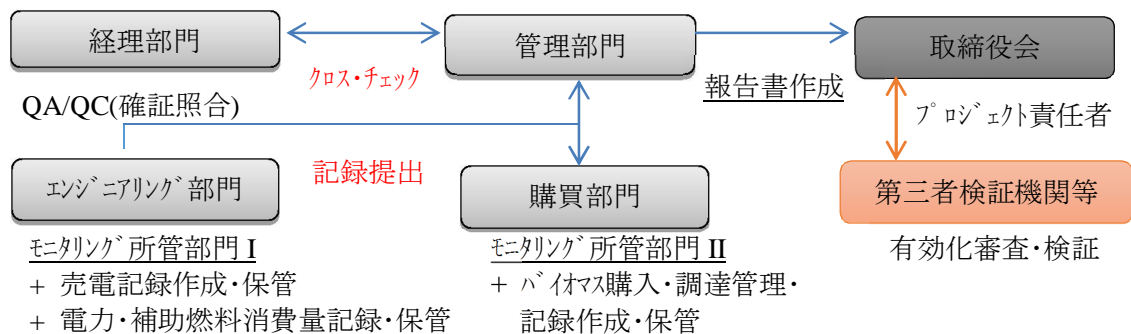 経理部門
管理部門
取締役会
クロス・チェック
QA/QC(確証照合)
報告書作成
プロジェクト責任者
記録提出
エンジニアリング部門
購買部門
第三者検証機関等
モニタリング所管部門 I
モニタリング所管部門 II
有効化審査・検証
+ 売電記録作成・保管
+ バイオマス購入・調達管理・
+ 電力・補助燃料消費量記録・保管
記録作成・保管